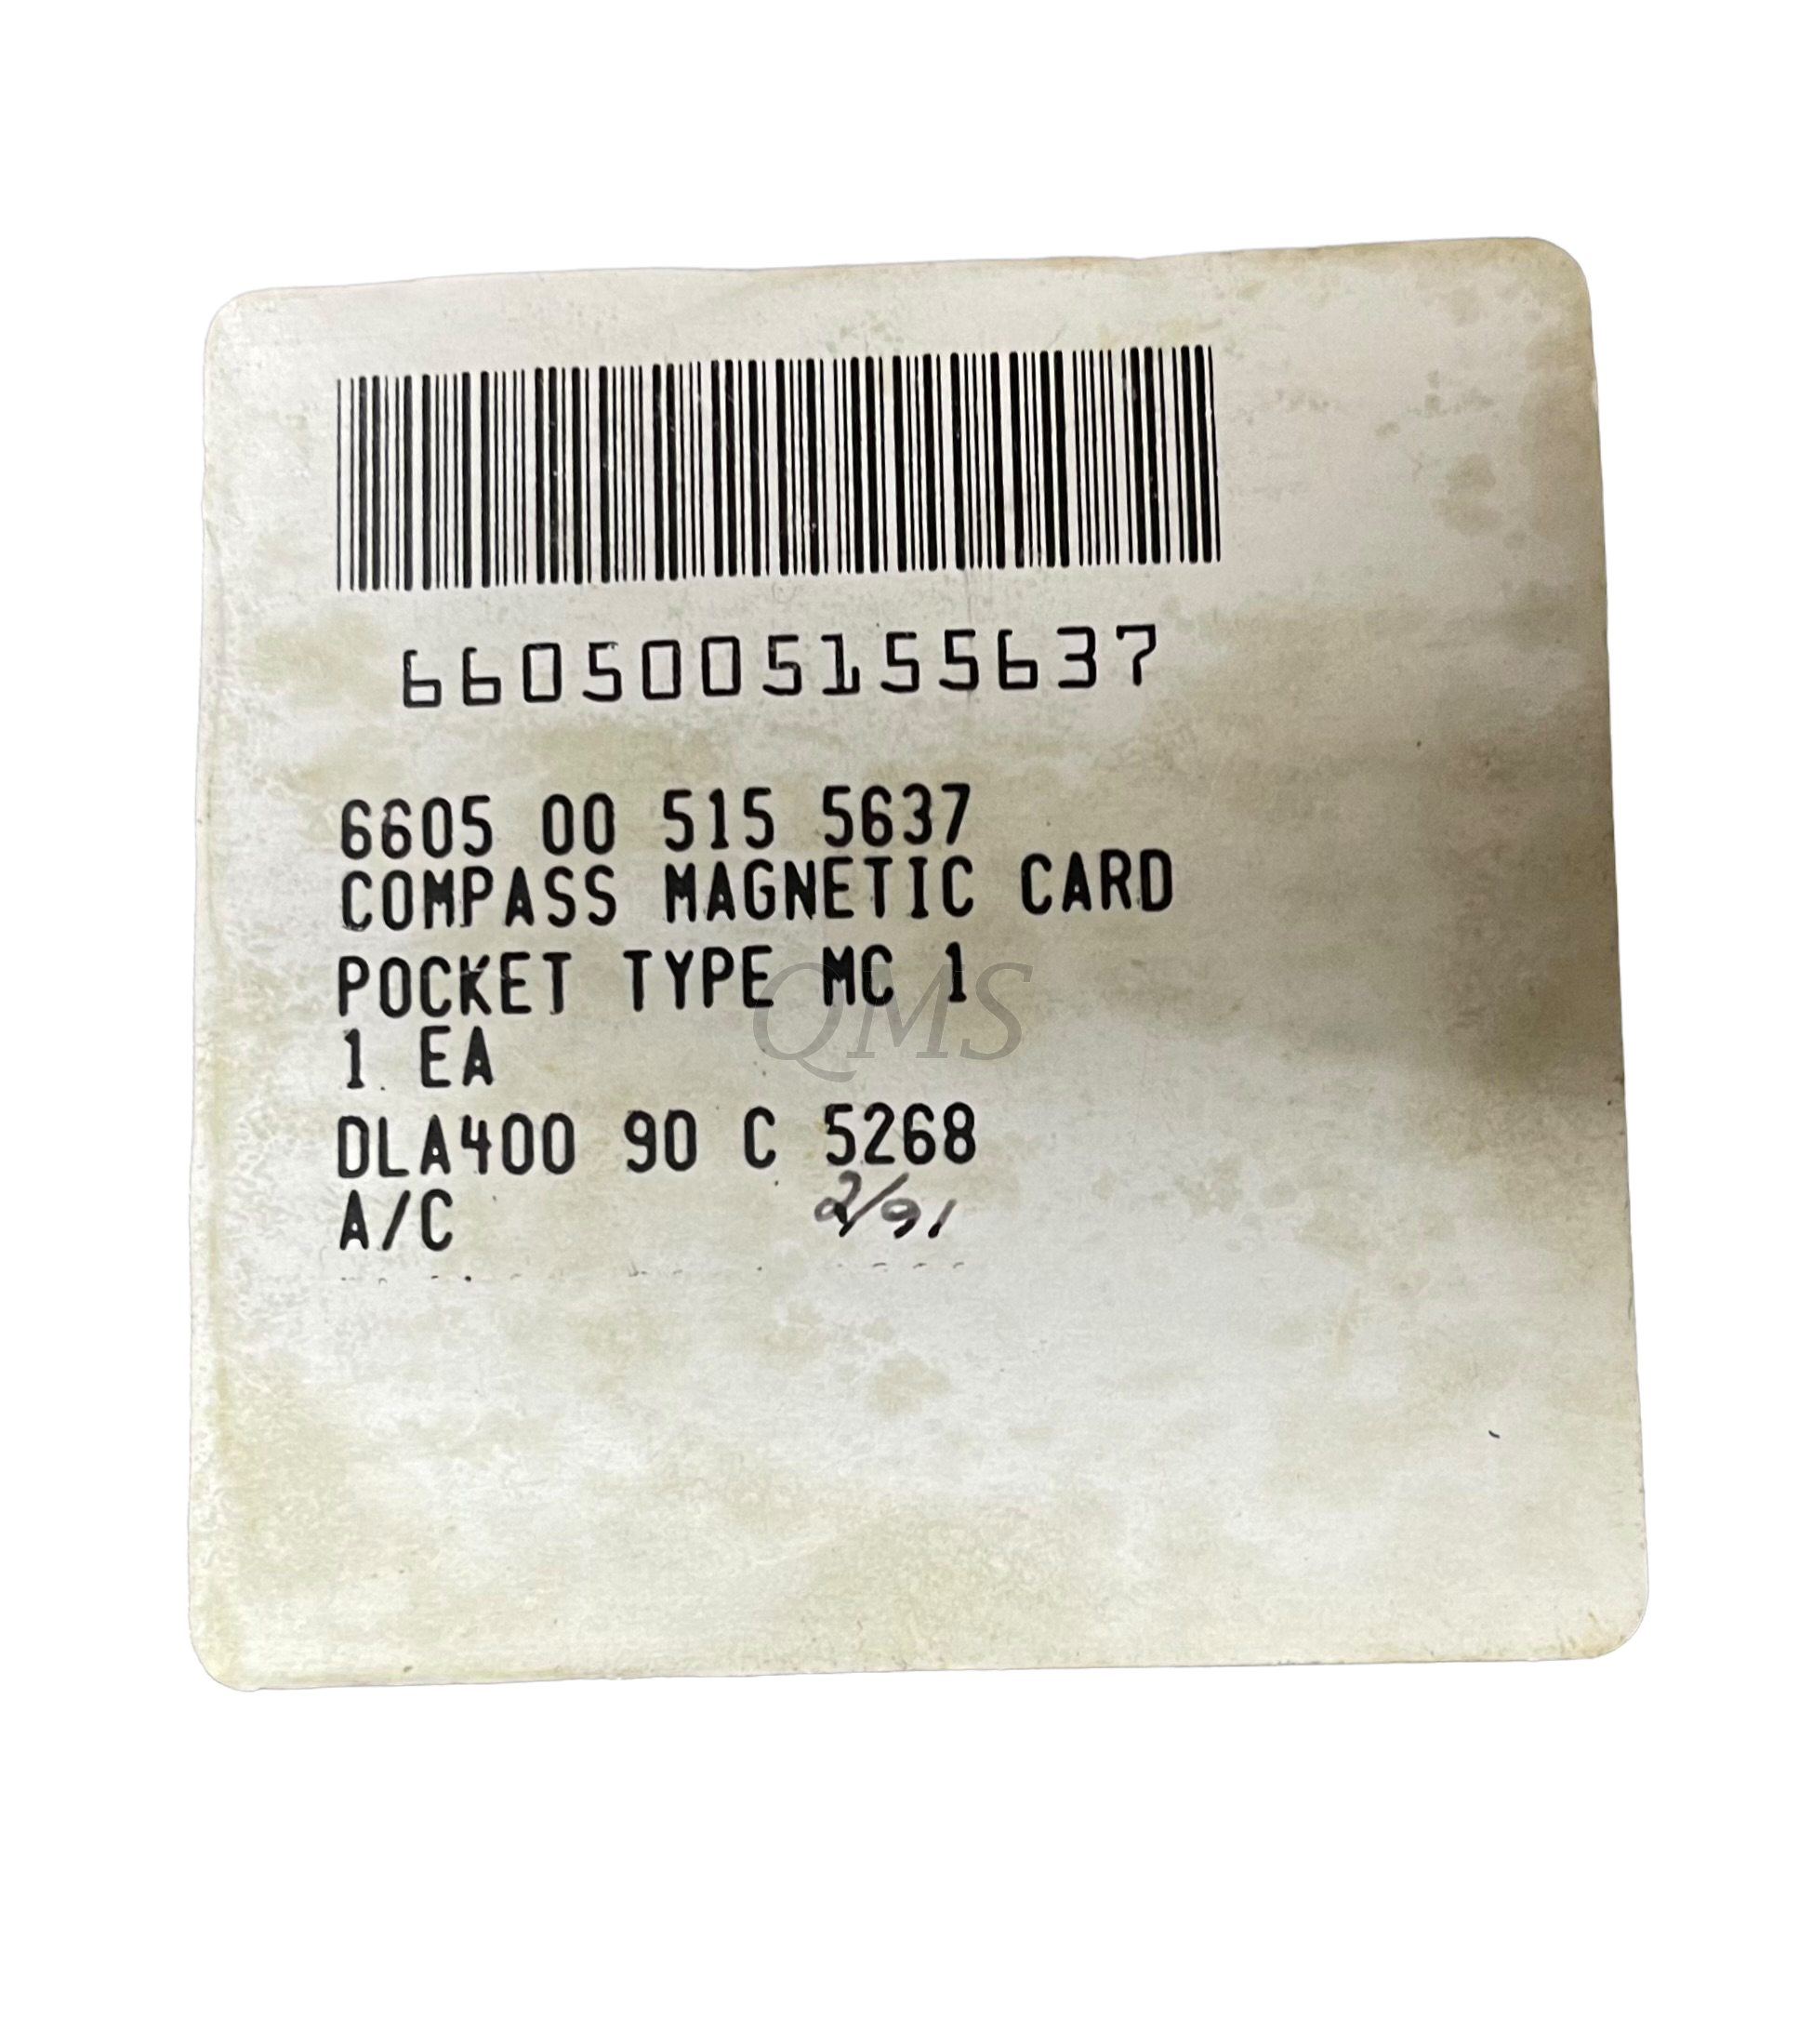 6605005155637
6605 00 515 5637
COMPASS MAGNETIC CARD
POCKET TYPE MC 1
QMS
1 EA
DLA400 90 C 5268
A/C 2/91